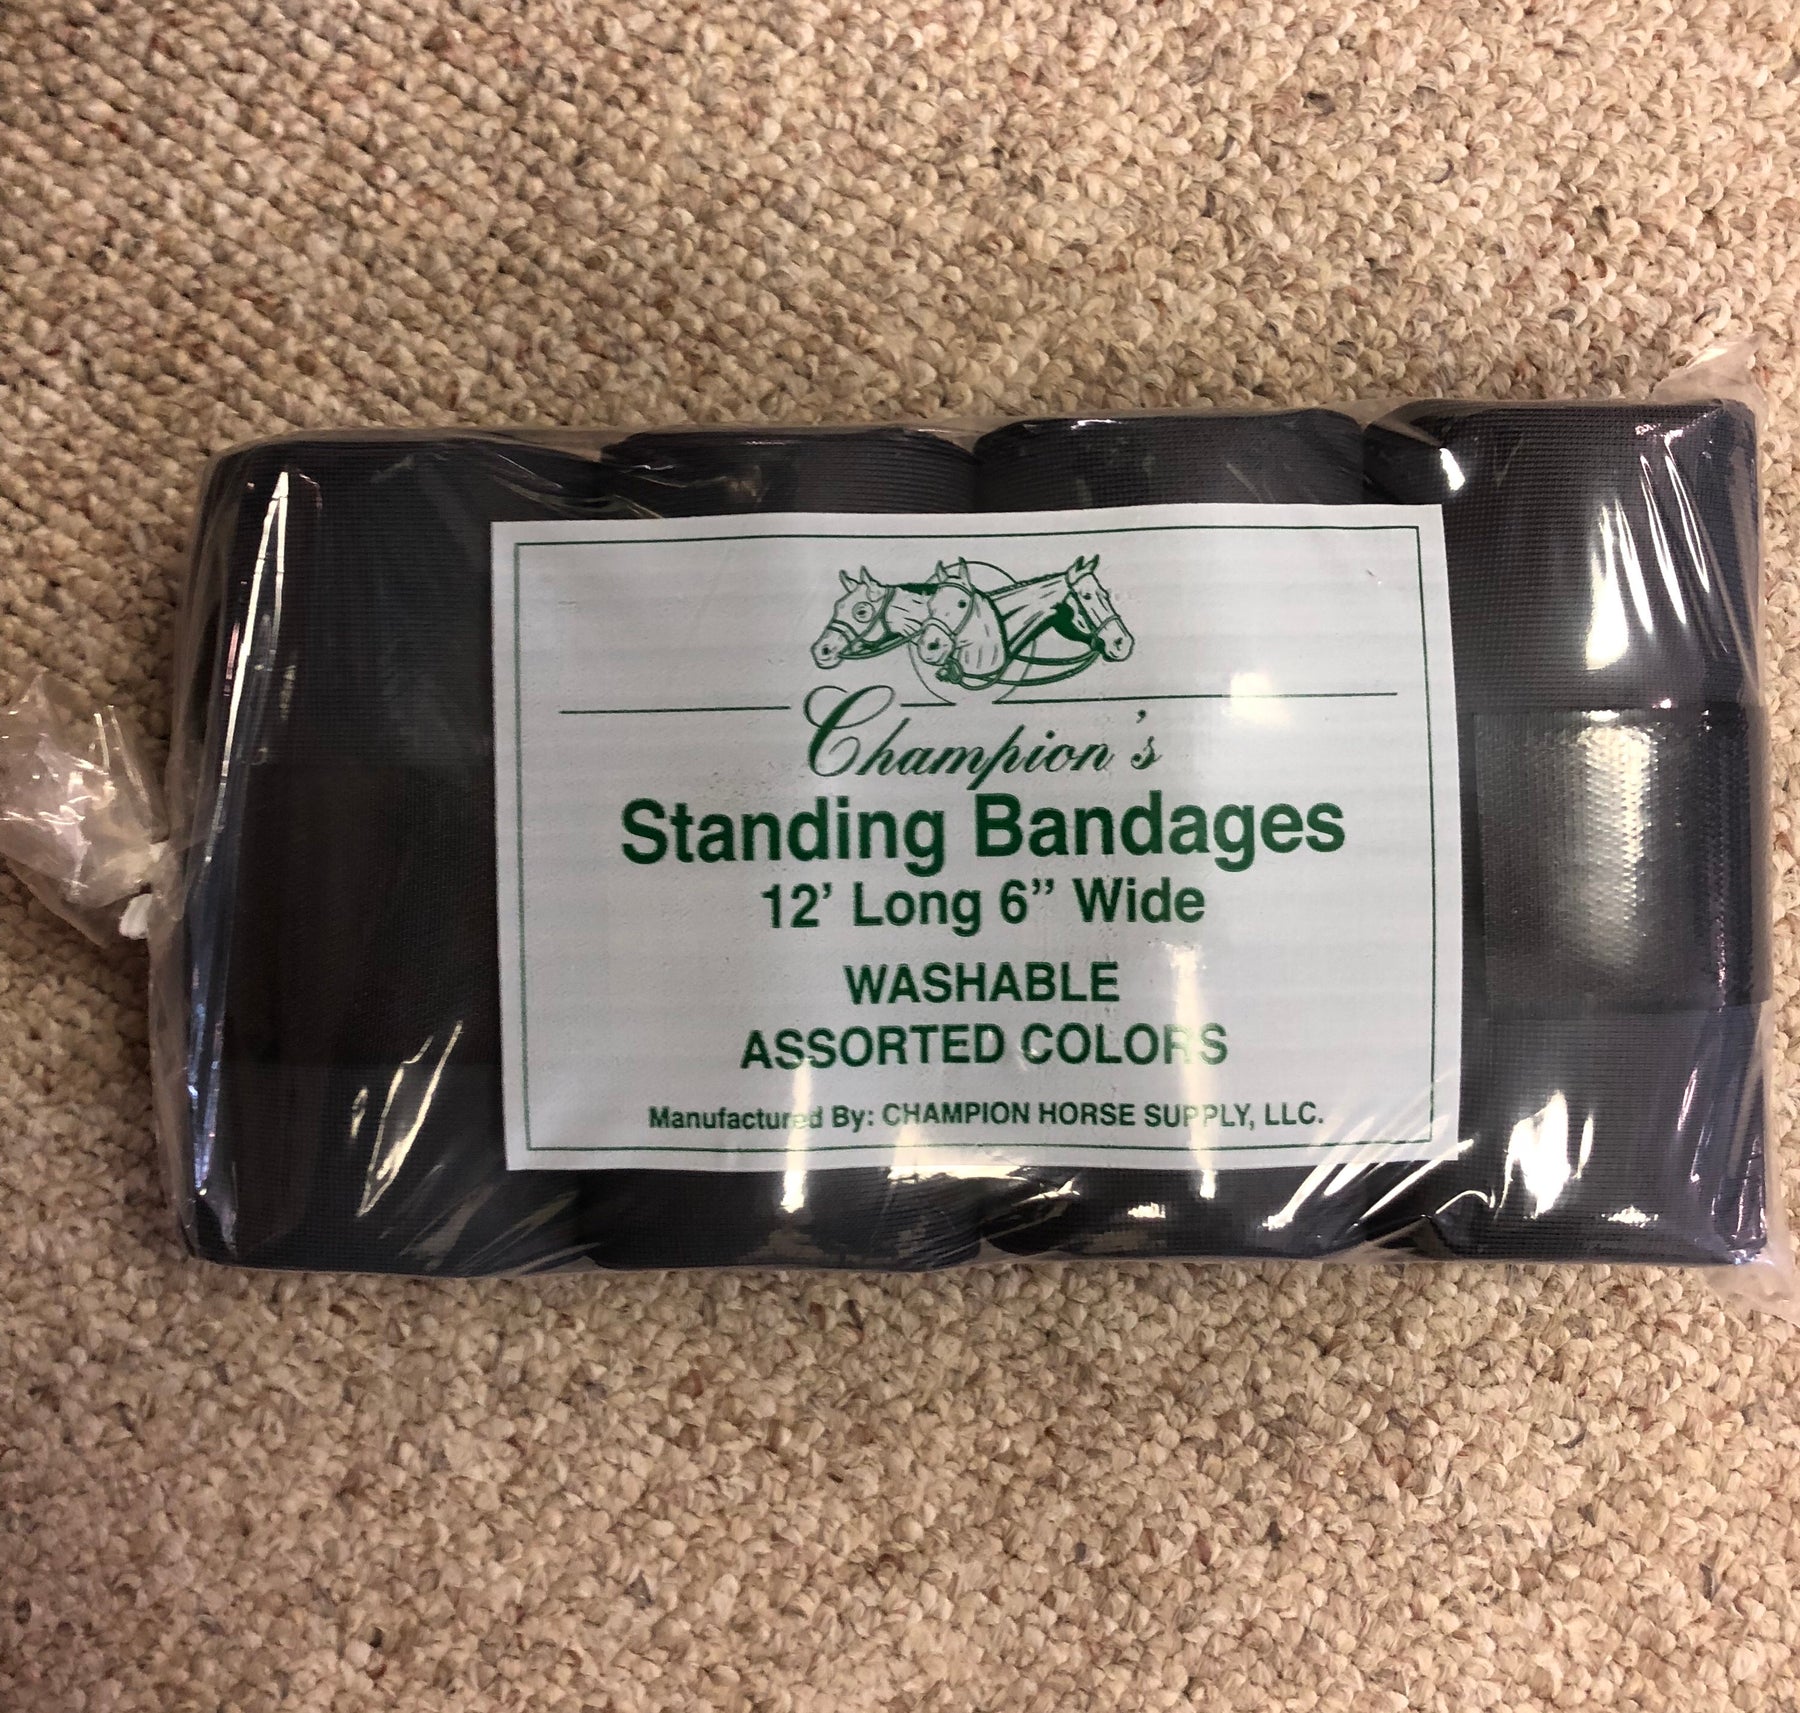 Champion's
Standing Bandages
12' Long 6” Wide
WASHABLE
ASSORTED COLORS
Manufactured By: CHAMPION HORSE SUPPLY, LLC.